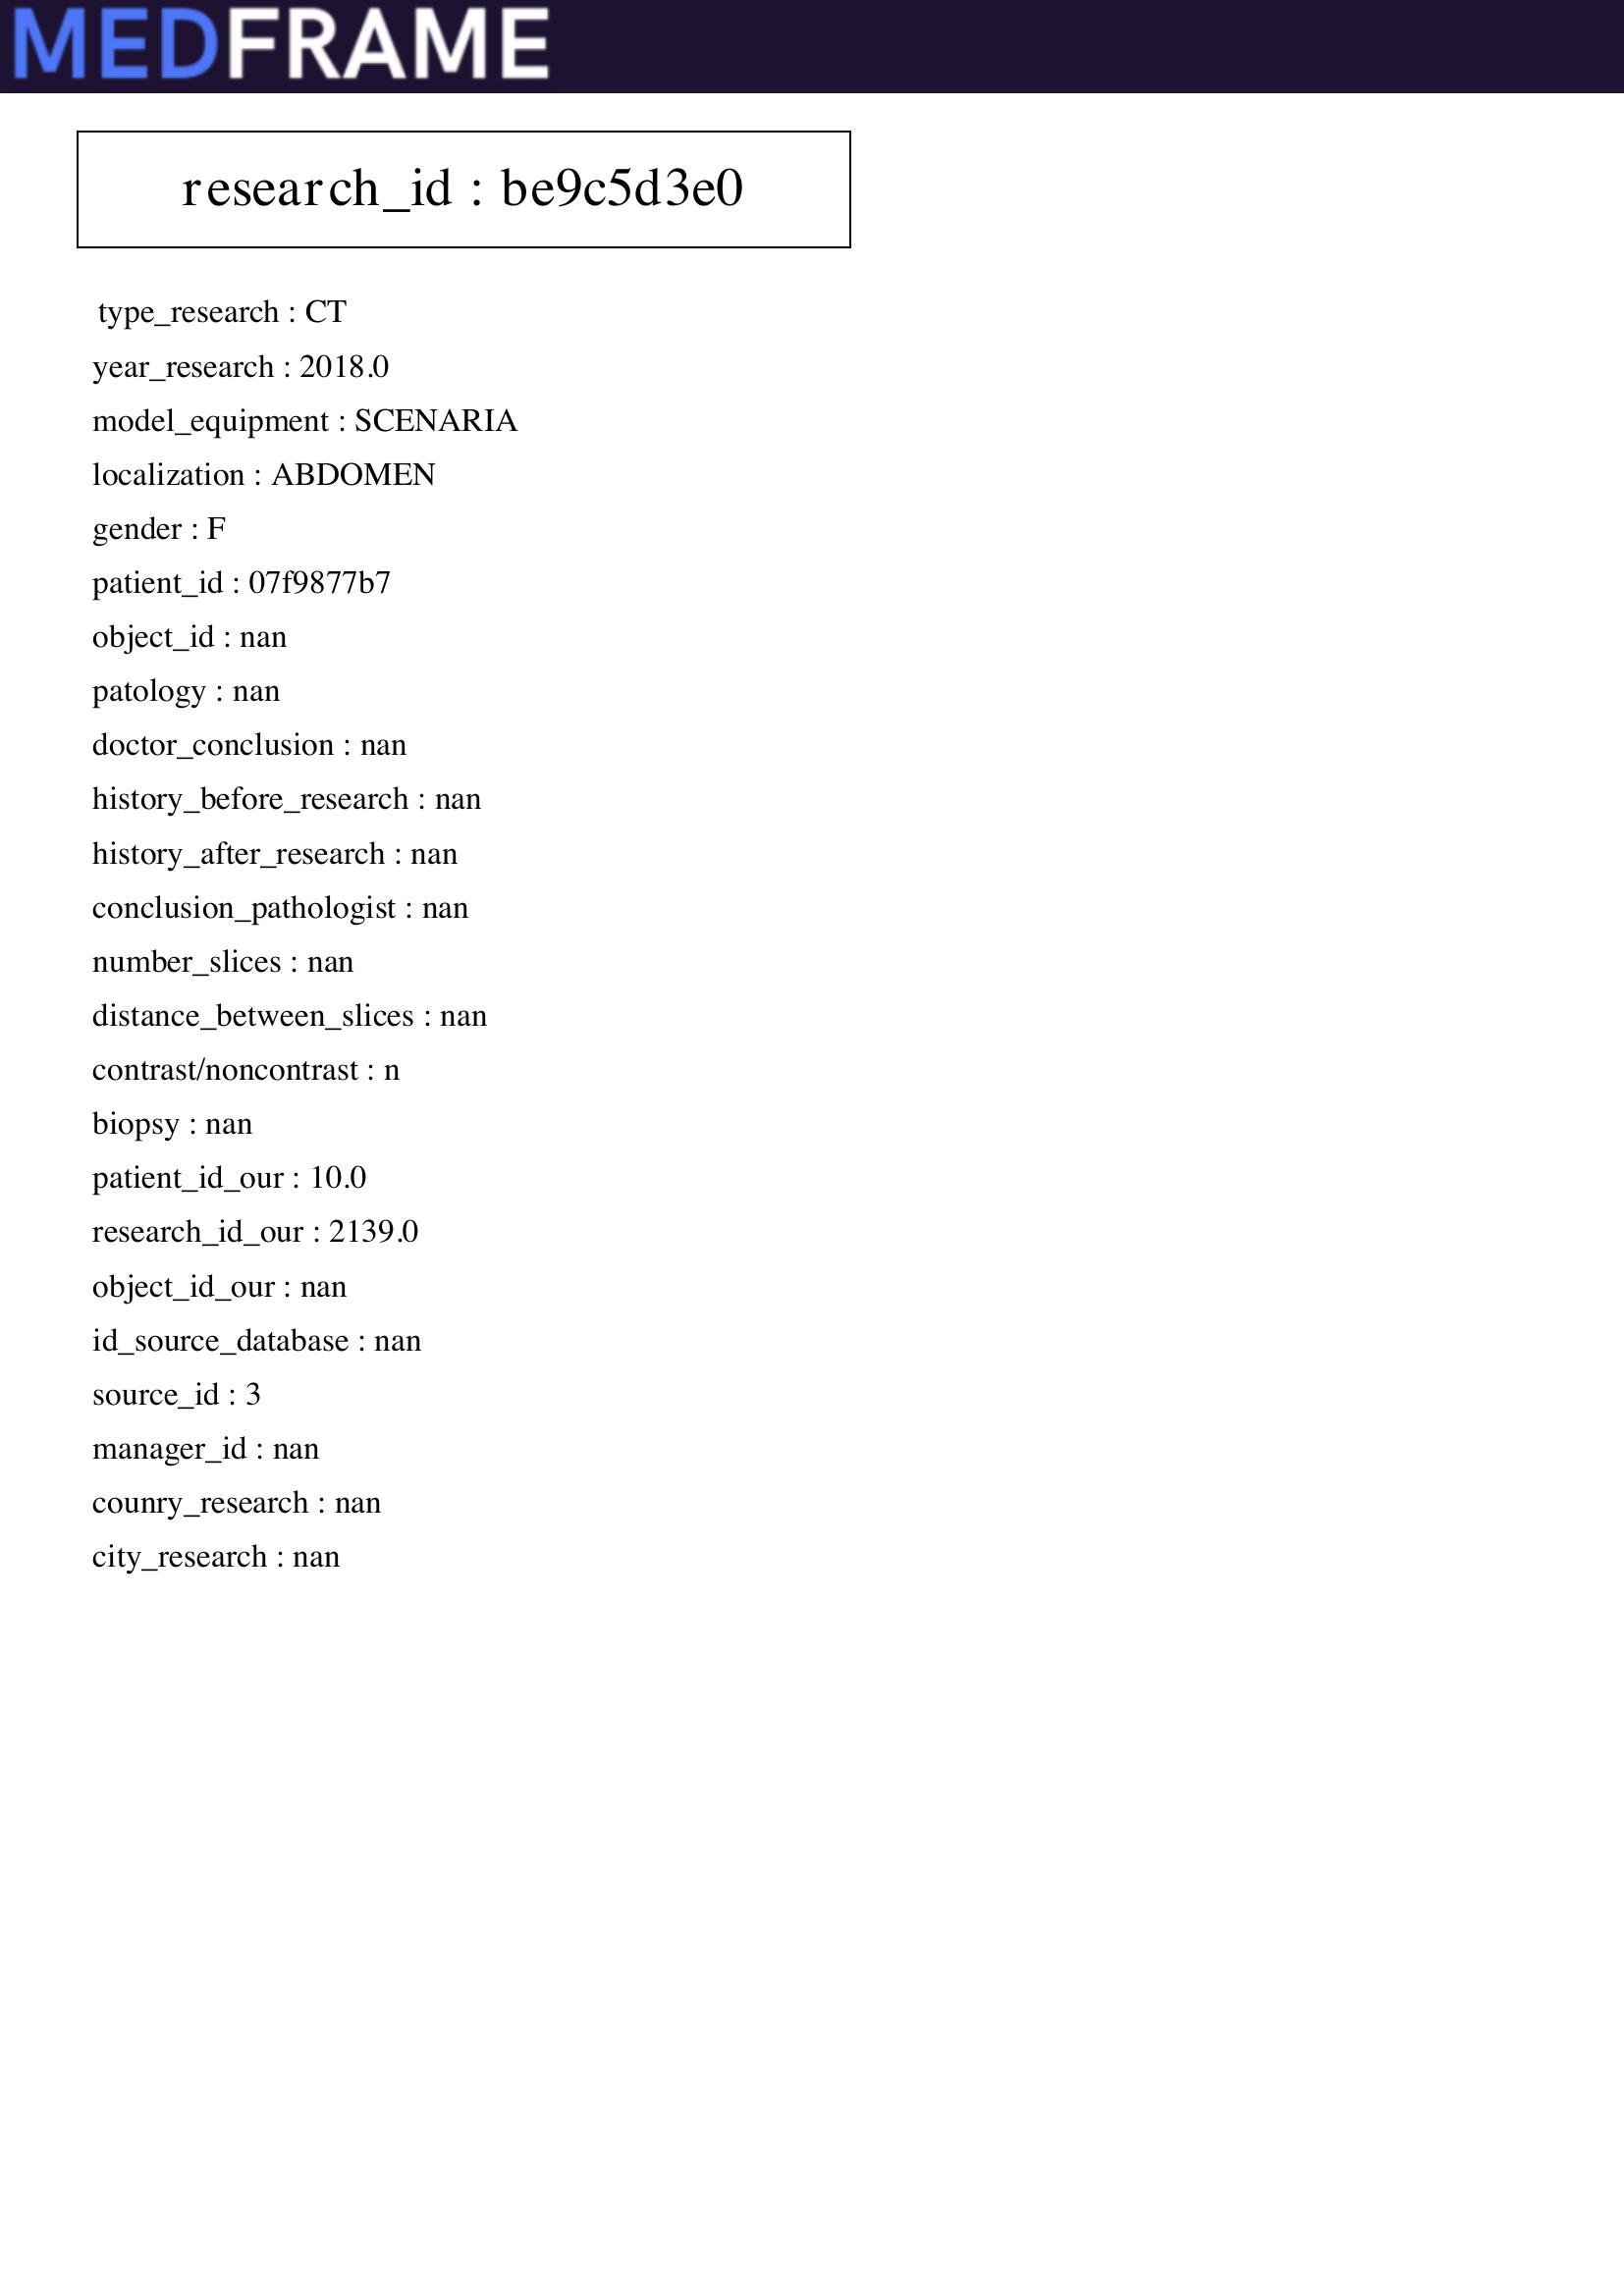 MEDFRAME
research_id : be9c5d3e0
type_research : CT
year_research : 2018.0
model_equipment : SCENARIA
localization : ABDOMEN
gender : F
patient_id : 07f9877b7
object_id : nan
patology : nan
doctor_conclusion : nan
history_before_research : nan
history_after_research : nan
conclusion_pathologist : nan
number_slices : nan
distance_between_slices : nan
contrast/noncontrast : n
biopsy : nan
patient_id_our : 10.0
research_id_our : 2139.0
object_id_our : nan
id_source_database : nan
source_id : 3
manager_id : nan
counry_research : nan
city_research : nan